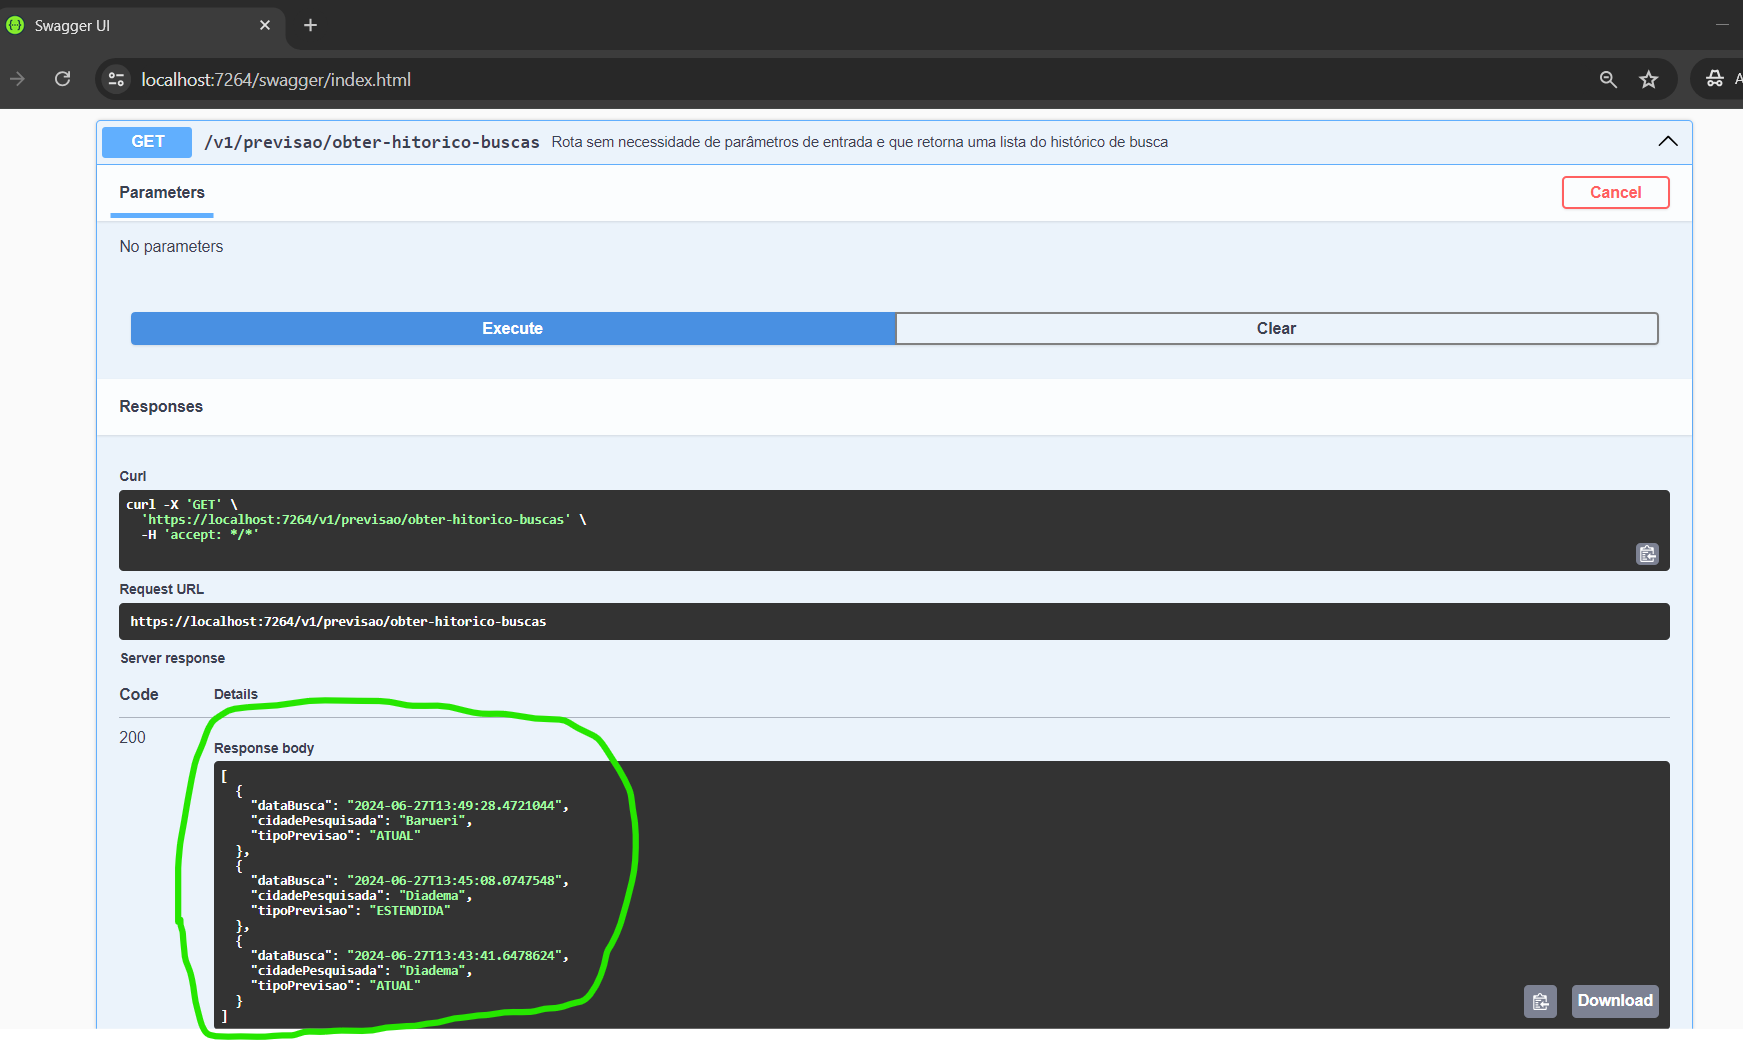 Swagger UI
localhost:7264/swagger/index.html
A
GET /v1/previsao/obter-hitorico-buscas Rota sem necessidade de parâmetros de entrada e que retorna uma lista do histórico de busca
Parameters
Cancel
No parameters
Execute
Clear
Responses
Curl
curl -X 'GET' \
'https://localhost:7264/v1/previsao/obter-hitorico-buscas' \
-H 'accept: */*'
Request URL
https://localhost:7264/v1/previsao/obter-hitorico-buscas
Server response
Code Details
200
Response body
[
{
"dataBusca": "2024-06-27T13:49:28.4721044",
"cidadePesquisada": "Barueri",
"tipoPrevisao": "ATUAL"
},
{
"dataBusca": "2024-06-27T13:45:08.0747548",
"cidadePesquisada": "Diadema",
"tipoPrevisao": "ESTENDIDA"
},
{
"dataBusca": "2024-06-27T13:43:41.6478624",
"cidadePesquisada": "Diadema",
"tipoPrevisao": "ATUAL"
}
]
Download